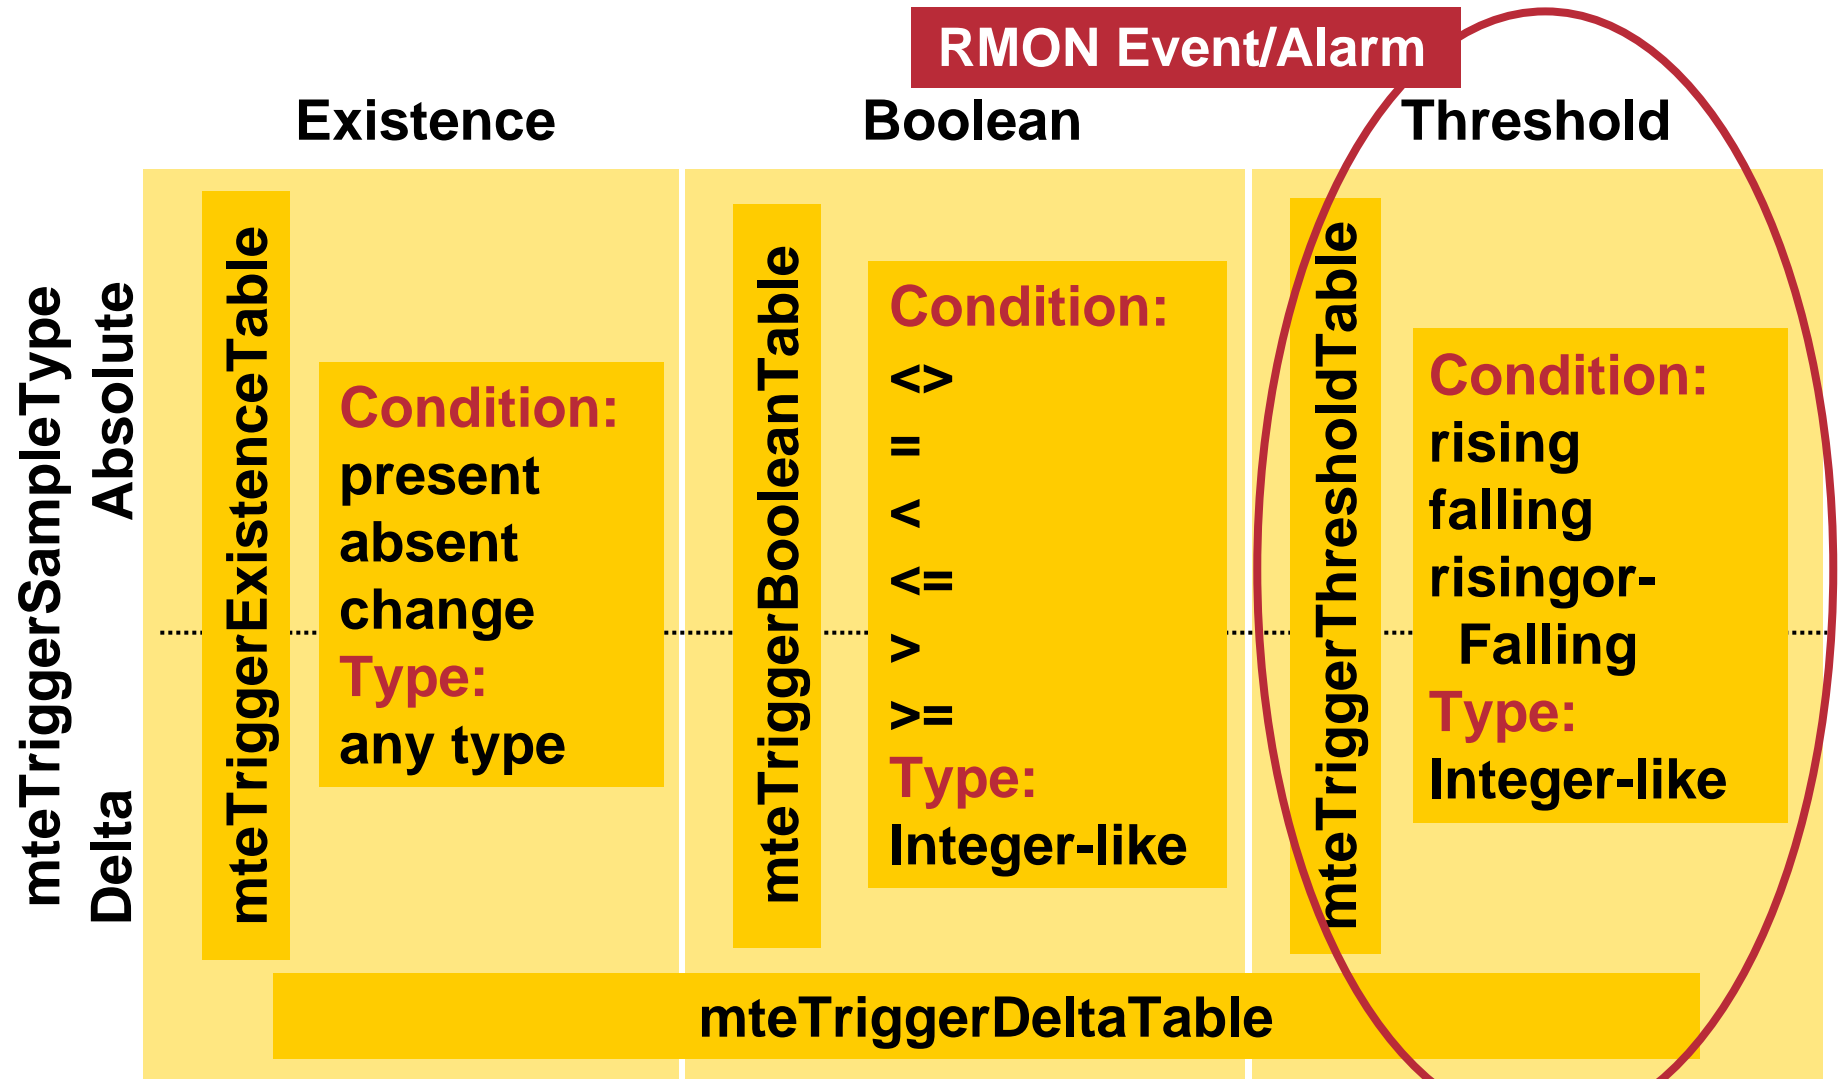 RMON Event/Alarm
Existence
Boolean
Threshold
mteTriggerSampleType
Absolute
Delta
mteTriggerExistenceTable
Condition:
present
absent
change
Type:
any type
mteTriggerBooleanTable
Condition:
<>
=
<
<=
>
>=
Type:
Integer-like
mteTriggerThresholdTable
Condition:
rising
falling
risingor-
Falling
Type:
Integer-like
mteTriggerDeltaTable